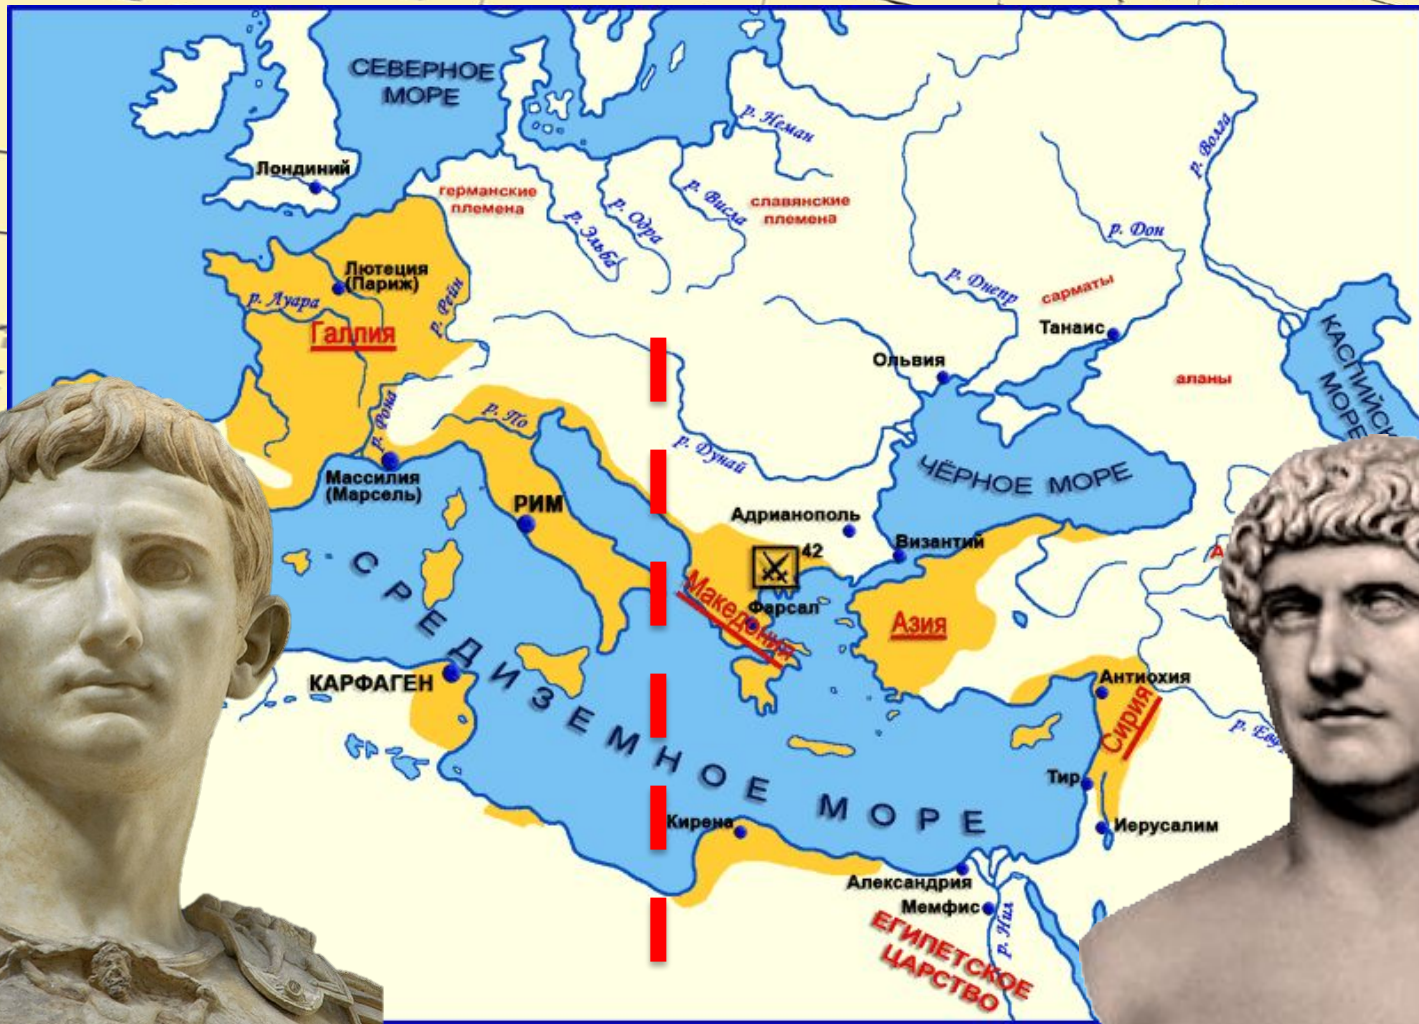 СЕВЕРНОЕ
МОРЕ
р. Неман
р. Волга
Лондиний
германские
племена
р. Эльба
р. Одра
р. Висла
славянские
племена
р. Дон
Лютеция
(Париж)
р. Луара
р. Рейн
Галлия
р. Днепр
сарматы
Танаис
Ольвия
аланы
КАСПИЙСК
МОРЕ
р. Рона
р. По
р. Дунай
ЧЁРНОЕ МОРЕ
Массилия
(Марсель)
РИМ
Адрианополь
Византий
42
А
Македония
Фарсал
Азия
СРЕДИЗЕМНОЕ МОРЕ
КАРФАГЕН
Антиохия
Сирия
р. Евф
Тир
Кирена
Иерусалим
Александрия
Мемфис
р. Нил
ЕГИПЕТСКОЕ
ЦАРСТВО